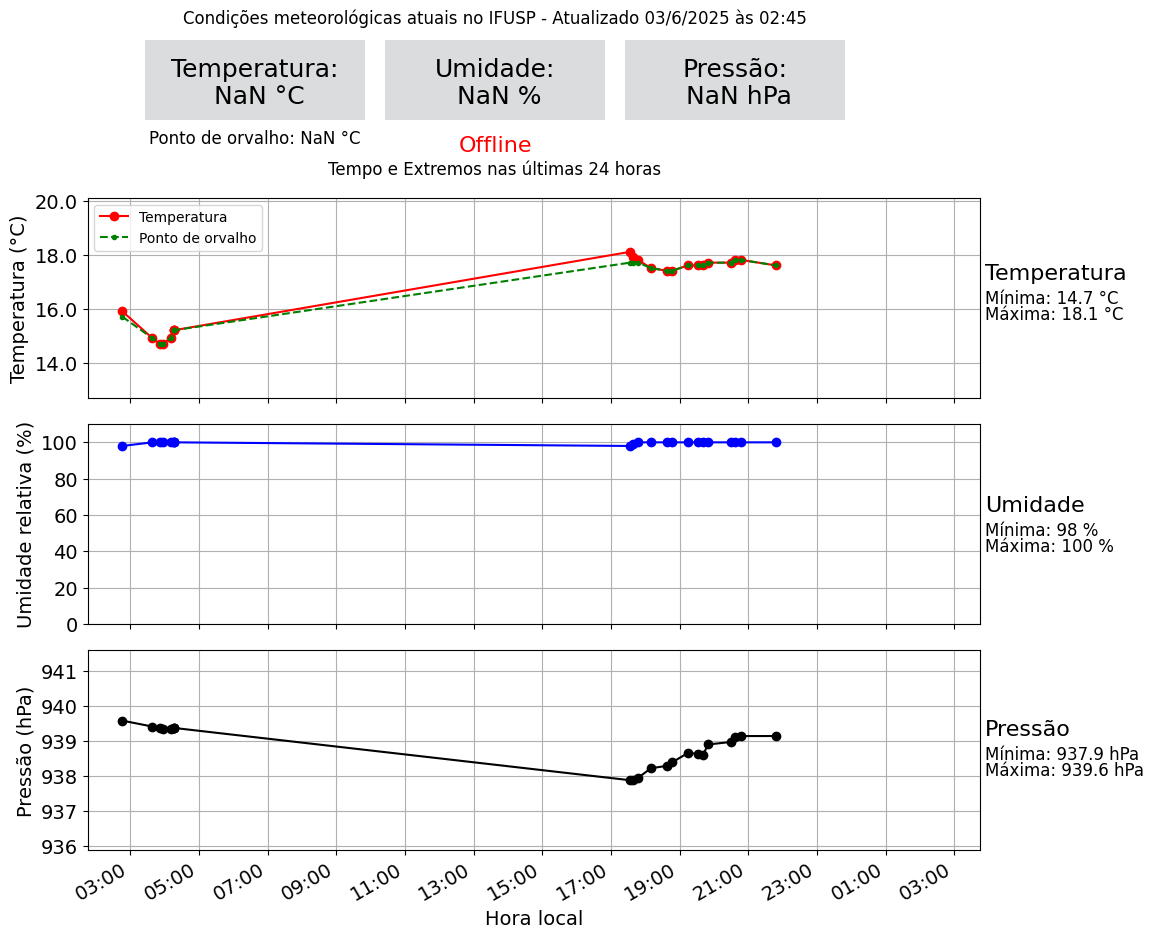 Condições meteorológicas atuais no IFUSP - Atualizado 03/6/2025 às 02:45
Temperatura:
NaN °C
Umidade:
NaN %
Pressão:
NaN hPa
Ponto de orvalho: NaN °C
Offline
Tempo e Extremos nas últimas 24 horas
Temperatura (°C)
20.0
18.0
16.0
14.0
Temperatura
Ponto de orvalho
Temperatura
Mínima: 14.7 °C
Máxima: 18.1 °C
Umidade relativa (%)
100
80
60
40
20
0
Umidade
Mínima: 98 %
Máxima: 100 %
Pressão (hPa)
941
940
939
938
937
936
Pressão
Mínima: 937.9 hPa
Máxima: 939.6 hPa
03:00
05:00
07:00
09:00
11:00
13:00
15:00
17:00
19:00
21:00
23:00
01:00
03:00
Hora local